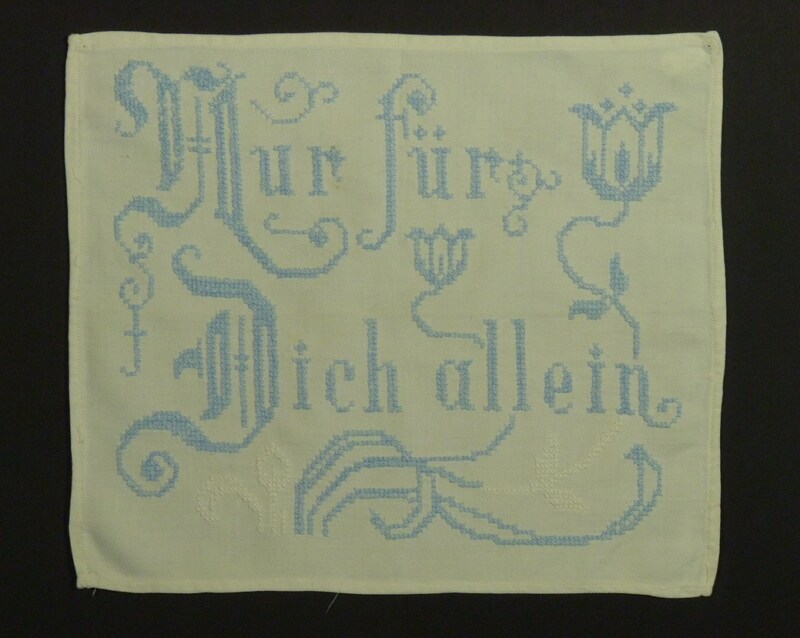 Nur für
Dich allein